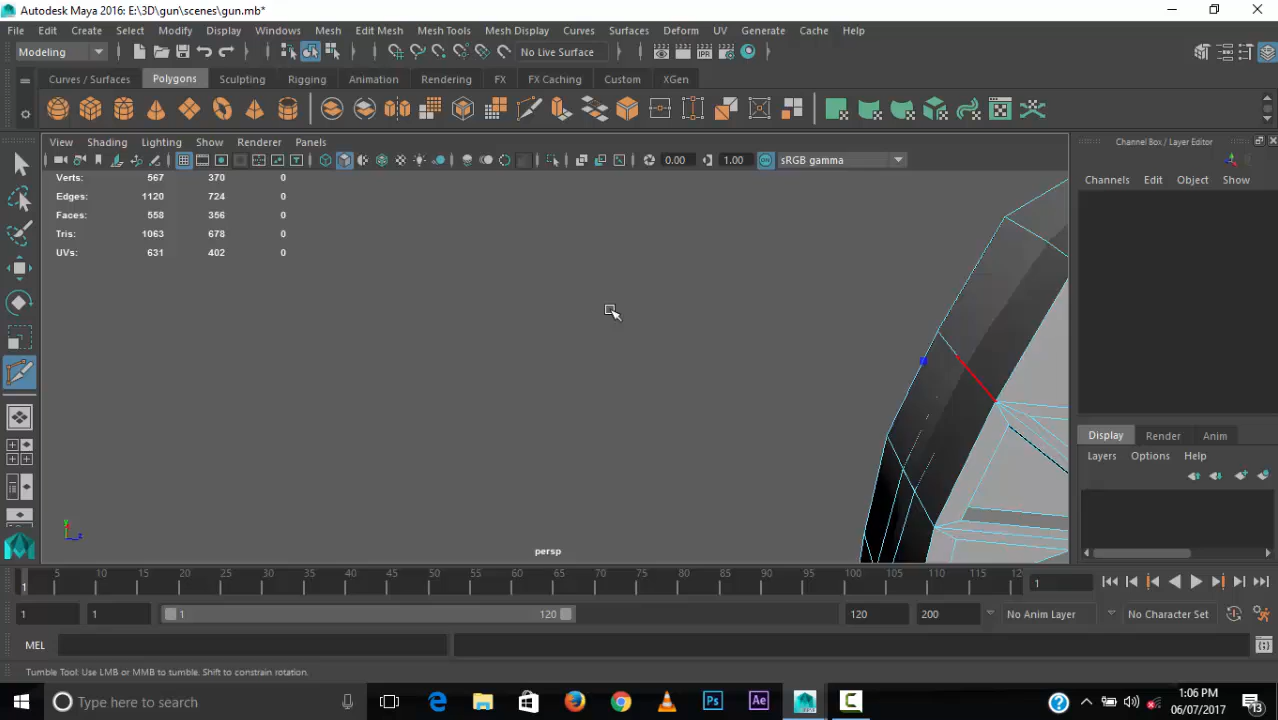 Autodesk Maya 2016: E:\3D\gun\scenes\gun.mb*
File Edit Create Select Modify Display Windows Mesh Edit Mesh Mesh Tools Mesh Display Curves Surfaces Deform UV Generate Cache Help
Modeling No Live Surface
Curves / Surfaces Polygons Sculpting Rigging Animation Rendering FX FX Caching Custom XGen
View Shading Lighting Show Renderer Panels
Channel Box / Layer Editor
0.00 1.00 ON sRGB gamma
Channels Edit Object Show
Verts: 567 370 0
Edges: 1120 724 0
Faces: 558 356 0
Tris: 1063 678 0
UVs: 631 402 0
Display Render Anim
Layers Options Help
y
z
persp
5 10 15 20 25 30 35 40 45 50 55 60 65 70 75 80 85 90 95 100 105 110 115 12
1 1
1 1 1 120 120 200 No Anim Layer No Character Set
MEL
Tumble Tool: Use LMB or MMB to tumble. Shift to constrain rotation.
Type here to search
1:06 PM
06/07/2017
13